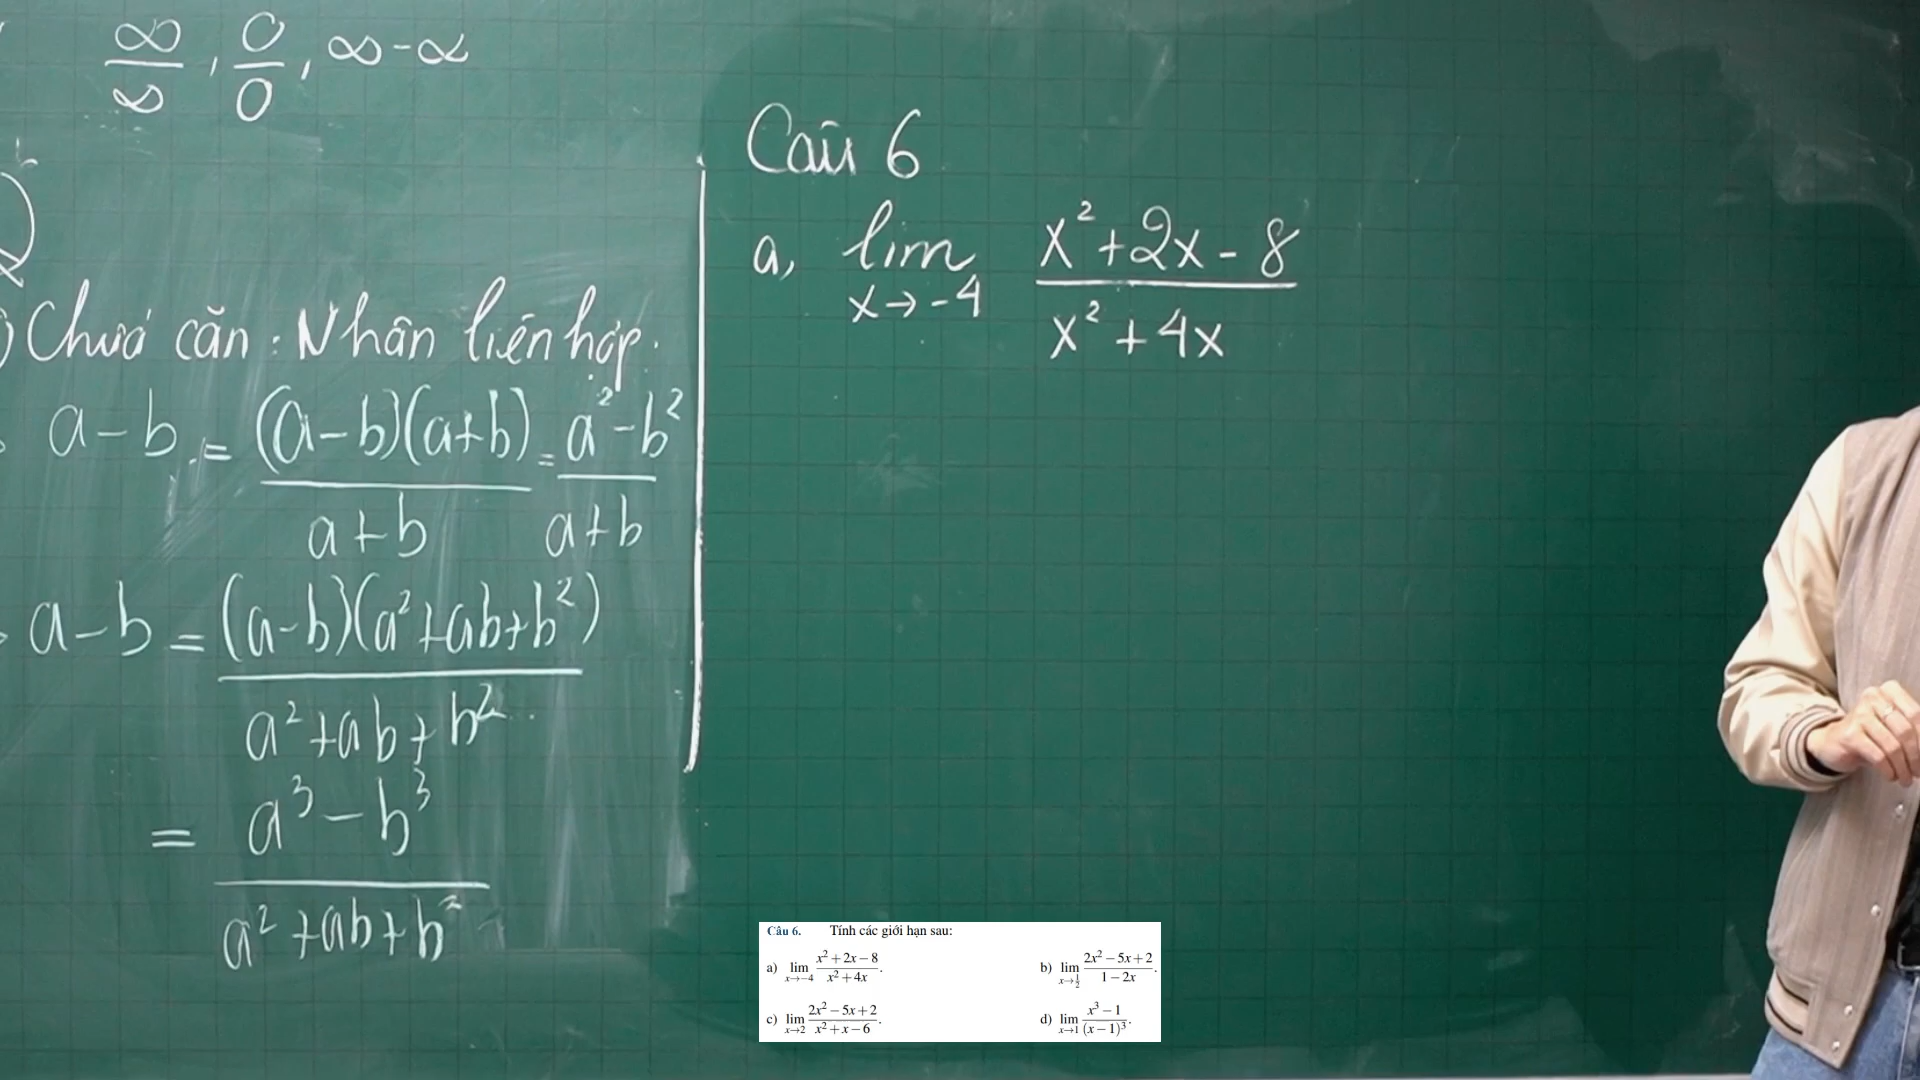 ∞/∞, 0/0, ∞-∞
Chứa căn: Nhân liên hợp.
a-b = (a-b)(a+b)/(a+b) = (a²-b²)/(a+b)
a-b = (a-b)(a²+ab+b²)/(a²+ab+b²)
= (a³-b³)/(a²+ab+b²)
Câu 6
a, lim x→-4 (x²+2x-8)/(x²+4x)
Câu 6. Tính các giới hạn sau:
a) lim x→-4 (x²+2x-8)/(x²+4x).
b) lim x→1/2 (2x²-5x+2)/(1-2x).
c) lim x→2 (2x²-5x+2)/(x²+x-6).
d) lim x→1 (x³-1)/(x-1)³.